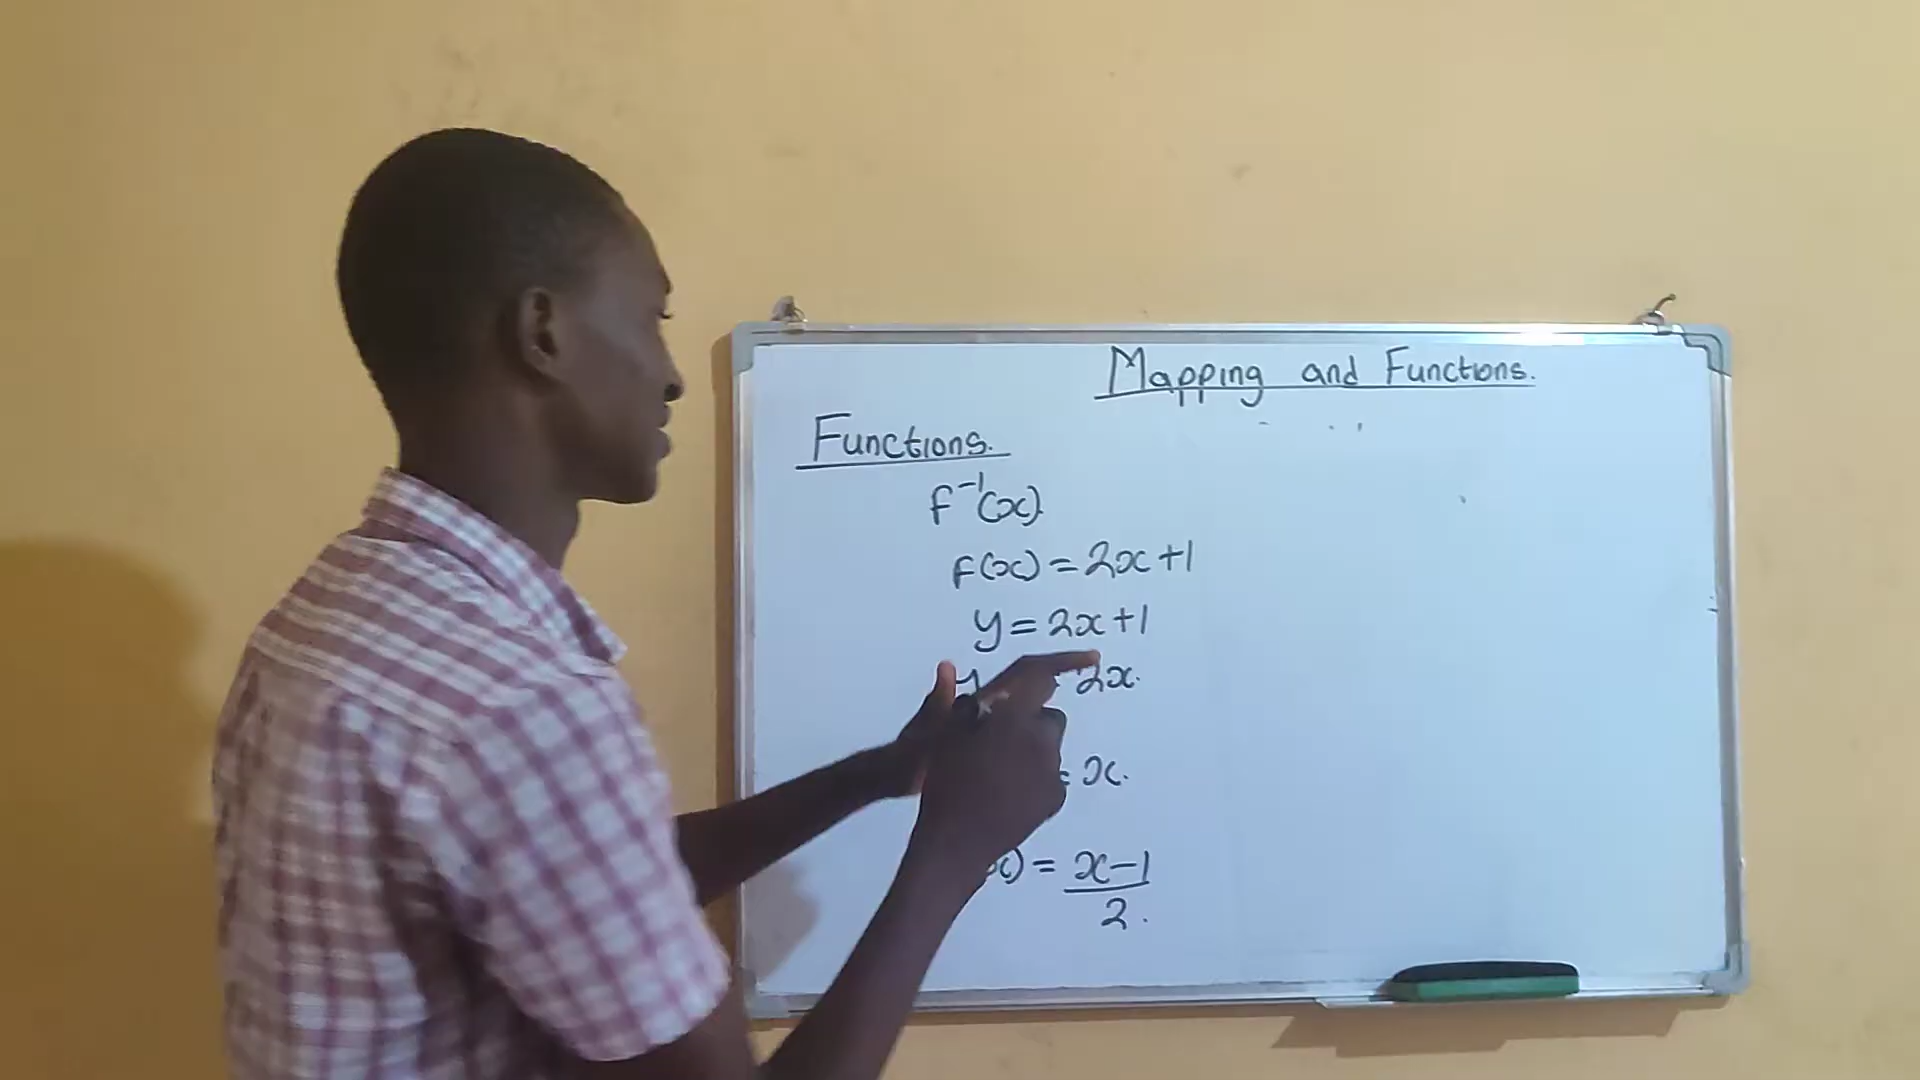 Mapping and Functions.
Functions.
f⁻¹(x)
f(x) = 2x + 1
y = 2x + 1
2x.
= x.
x) = x - 1
2.